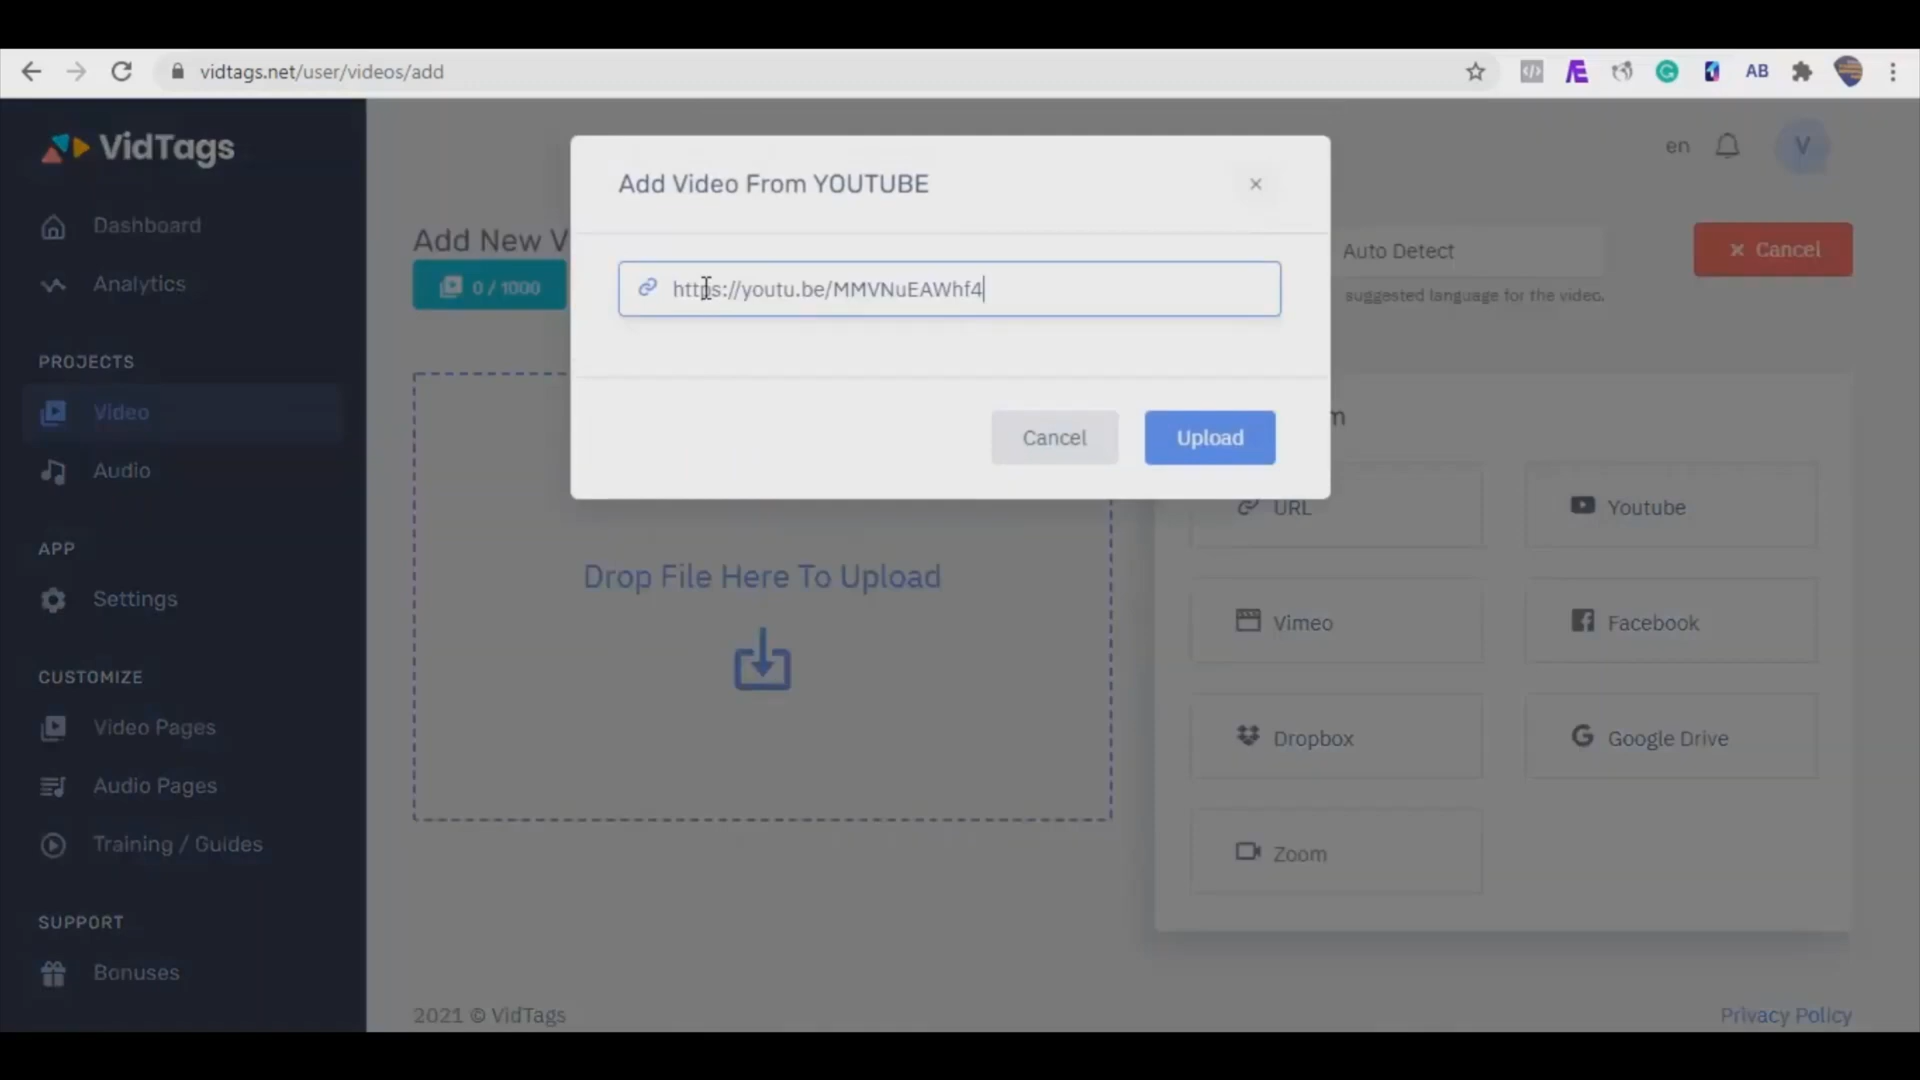 vidtags.net/user/videos/add
AB
VidTags
Dashboard
Analytics
PROJECTS
Video
Audio
APP
Settings
CUSTOMIZE
Video Pages
Audio Pages
Training / Guides
SUPPORT
Bonuses
en
V
Add New V
0 / 1000
Auto Detect
× Cancel
suggested language for the video.
Add Video From YOUTUBE
×
https://youtu.be/MMVNuEAWhf4
Cancel
Upload
m
Drop File Here To Upload
URL
Youtube
Vimeo
Facebook
Dropbox
Google Drive
Zoom
2021 © VidTags
Privacy Policy